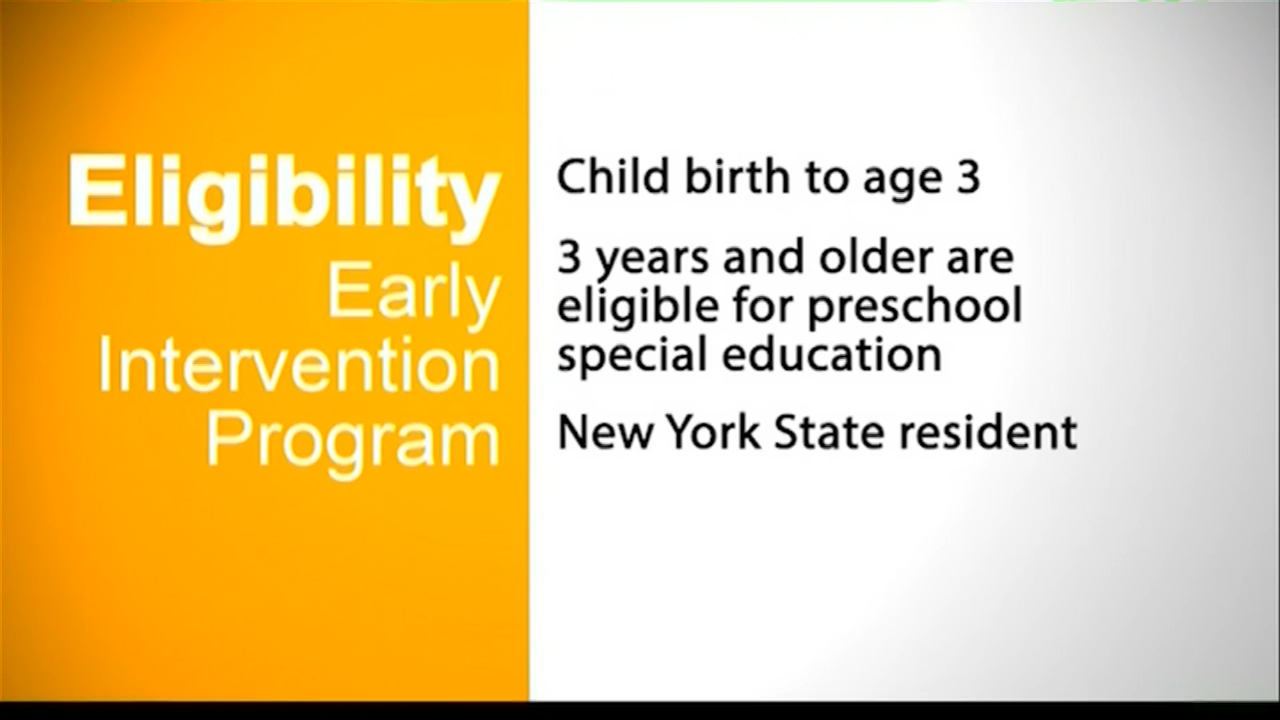 Eligibility
Early
Intervention
Program
Child birth to age 3
3 years and older are
eligible for preschool
special education
New York State resident